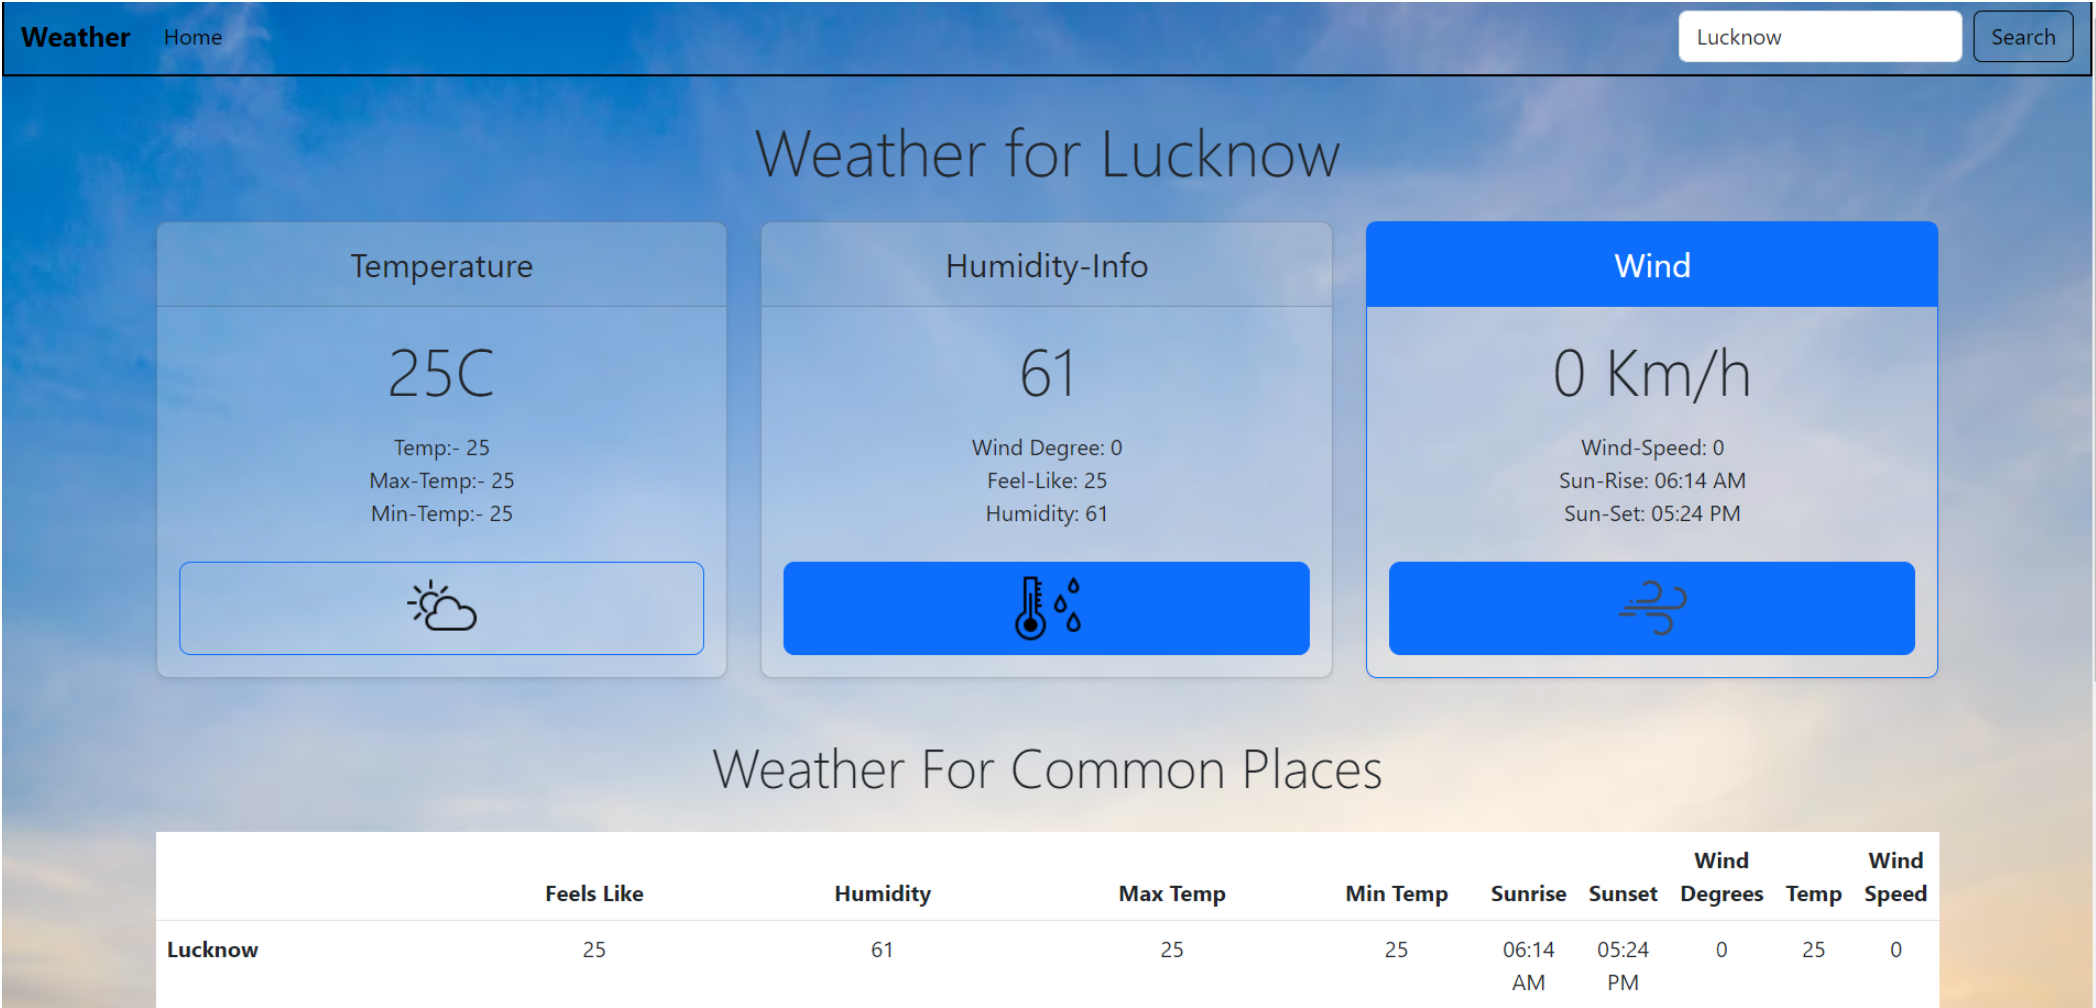 Weather Home Lucknow Search
Weather for Lucknow
Temperature
25C
Temp:- 25
Max-Temp:- 25
Min-Temp:- 25
Humidity-Info
61
Wind Degree: 0
Feel-Like: 25
Humidity: 61
Wind
0 Km/h
Wind-Speed: 0
Sun-Rise: 06:14 AM
Sun-Set: 05:24 PM
Weather For Common Places
Feels Like Humidity Max Temp Min Temp Sunrise Sunset Wind Degrees Temp Wind Speed
Lucknow 25 61 25 25 06:14 AM 05:24 PM 0 25 0